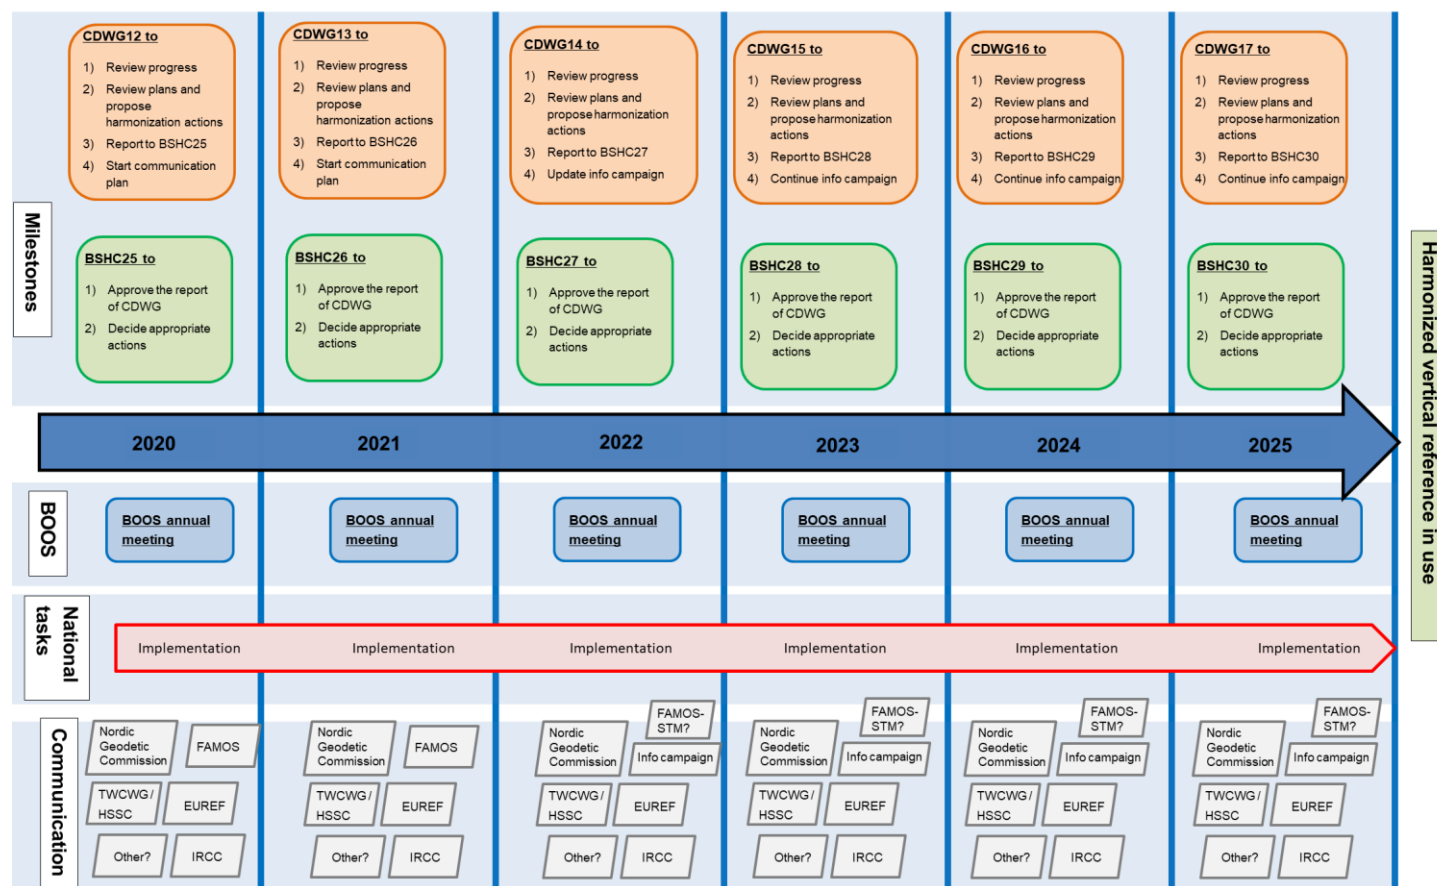 CDWG12 to
1) Review progress
2) Review plans and
propose
harmonization actions
3) Report to BSHC25
4) Start communication
plan
CDWG13 to
1) Review progress
2) Review plans and
propose
harmonization actions
3) Report to BSHC26
4) Start communication
plan
CDWG14 to
1) Review progress
2) Review plans and
propose harmonization
actions
3) Report to BSHC27
4) Update info campaign
CDWG15 to
1) Review progress
2) Review plans and
propose harmonization
actions
3) Report to BSHC28
4) Continue info campaign
CDWG16 to
1) Review progress
2) Review plans and
propose harmonization
actions
3) Report to BSHC29
4) Continue info campaign
CDWG17 to
1) Review progress
2) Review plans and
propose harmonization
actions
3) Report to BSHC30
4) Continue info campaign
Milestones
BSHC25 to
1) Approve the report
of CDWG
2) Decide appropriate
actions
BSHC26 to
1) Approve the report
of CDWG
2) Decide appropriate
actions
BSHC27 to
1) Approve the report
of CDWG
2) Decide appropriate
actions
BSHC28 to
1) Approve the report
of CDWG
2) Decide appropriate
actions
BSHC29 to
1) Approve the report
of CDWG
2) Decide appropriate
actions
BSHC30 to
1) Approve the report
of CDWG
2) Decide appropriate
actions
Harmonized vertical reference in use
2020
2021
2022
2023
2024
2025
BOOS
BOOS annual
meeting
BOOS annual
meeting
BOOS annual
meeting
BOOS annual
meeting
BOOS annual
meeting
BOOS annual
meeting
National
tasks
Implementation
Implementation
Implementation
Implementation
Implementation
Implementation
Communication
Nordic
Geodetic
Commission
FAMOS
TWCWG /
HSSC
EUREF
Other?
IRCC
Nordic
Geodetic
Commission
FAMOS
TWCWG /
HSSC
EUREF
Other?
IRCC
FAMOS-
STM?
Nordic
Geodetic
Commission
Info campaign
TWCWG /
HSSC
EUREF
Other?
IRCC
FAMOS-
STM?
Nordic
Geodetic
Commission
Info campaign
TWCWG /
HSSC
EUREF
Other?
IRCC
FAMOS-
STM?
Nordic
Geodetic
Commission
Info campaign
TWCWG /
HSSC
EUREF
Other?
IRCC
FAMOS-
STM?
Nordic
Geodetic
Commission
Info campaign
TWCWG /
HSSC
EUREF
Other?
IRCC